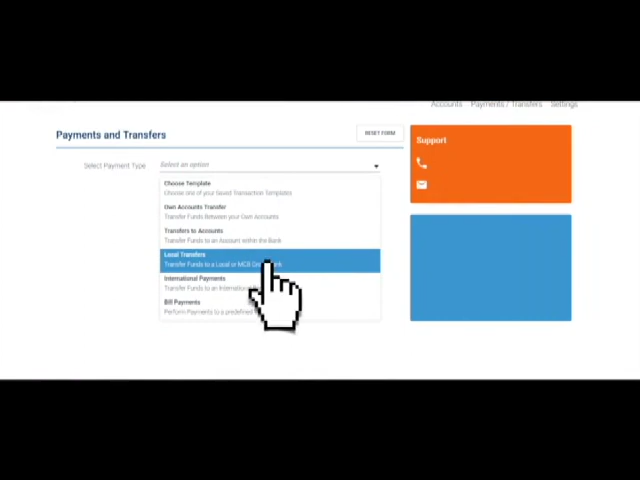 Accounts Payments / Transfers Settings
Payments and Transfers
RESET FORM
Support
Select Payment Type
Select an option
Choose Template
Choose one of your Saved Transaction Templates
Own Accounts Transfer
Transfer Funds Between your Own Accounts
Transfers to Accounts
Transfer Funds to an Account within the Bank
Local Transfers
Transfer Funds to a Local or MCB
International Payments
Transfer Funds to an International
Bill Payments
Perform Payments to a predefined